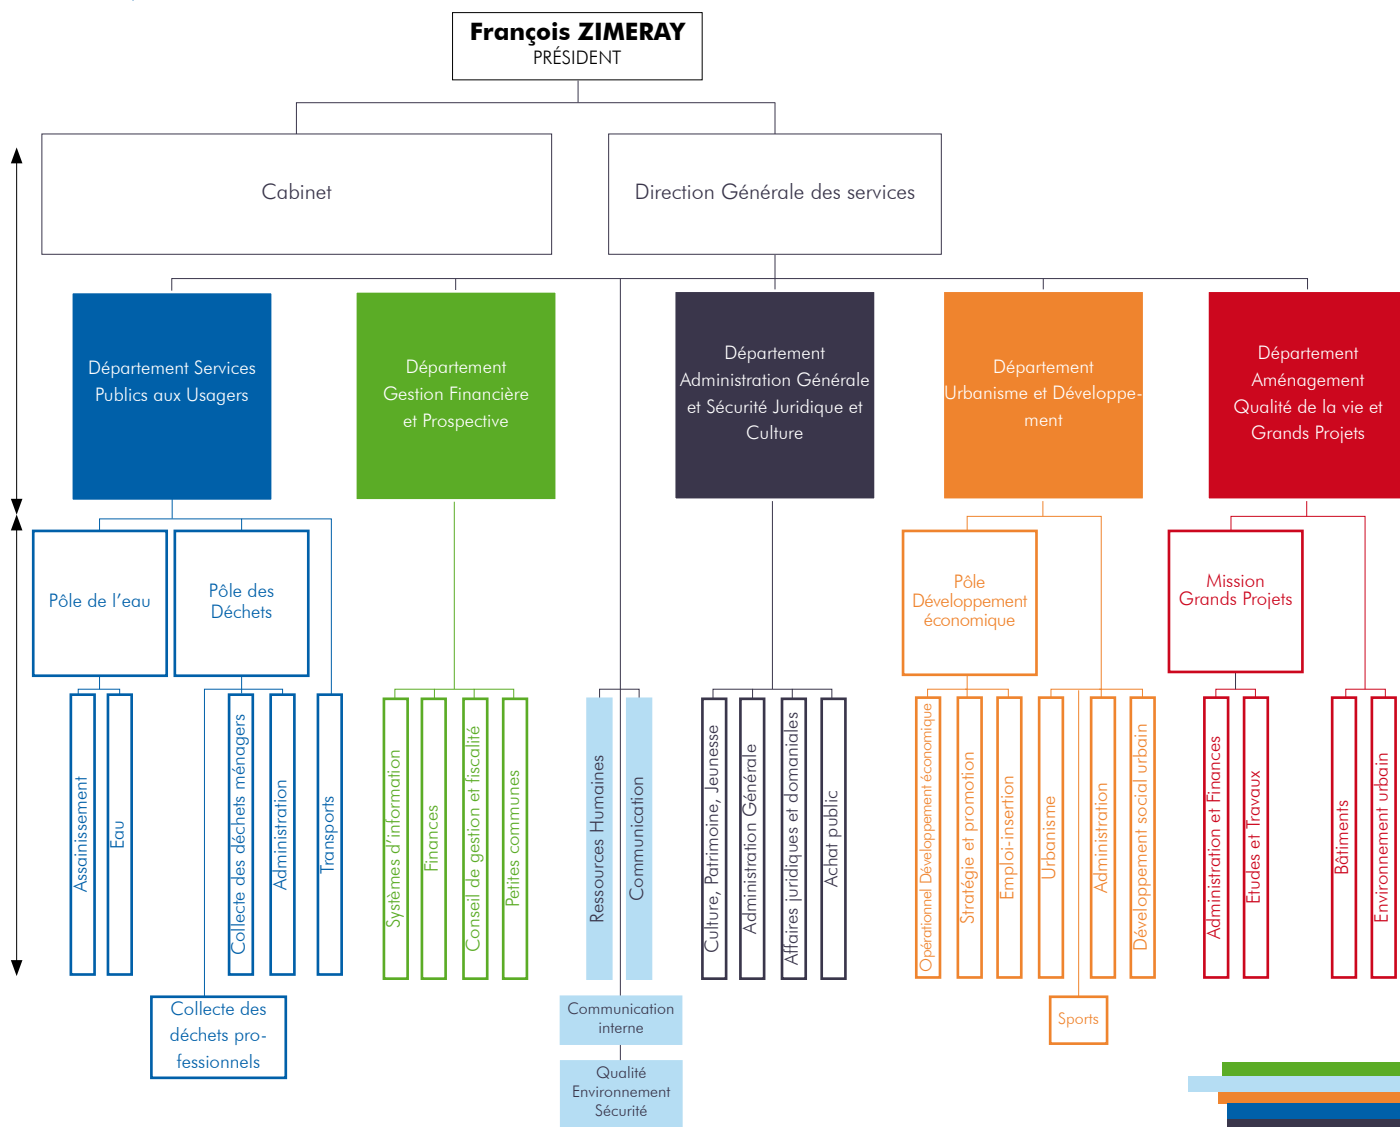 François ZIMERAY
PRÉSIDENT
Cabinet
Direction Générale des services
Département Services
Publics aux Usagers
Département
Gestion Financière
et Prospective
Département
Administration Générale
et Sécurité Juridique et
Culture
Département
Urbanisme et Développe-
ment
Département
Aménagement
Qualité de la vie et
Grands Projets
Pôle de l'eau
Pôle des
Déchets
Pôle
Développement
économique
Mission
Grands Projets
Assainissement
Eau
Collecte des déchets ménagers
Administration
Transports
Systèmes d'information
Finances
Conseil de gestion et fiscalité
Petites communes
Ressources Humaines
Communication
Culture, Patrimoine, Jeunesse
Administration Générale
Affaires juridiques et domaniales
Achat public
Opérationnel Dévelopement économique
Stratégie et promotion
Emploi-insertion
Urbanisme
Administration
Développement social urbain
Administration et Finances
Etudes et Travaux
Bâtiments
Environnement urbain
Collecte des
déchets pro-
fessionnels
Communication
interne
Sports
Qualité
Environnement
Sécurité